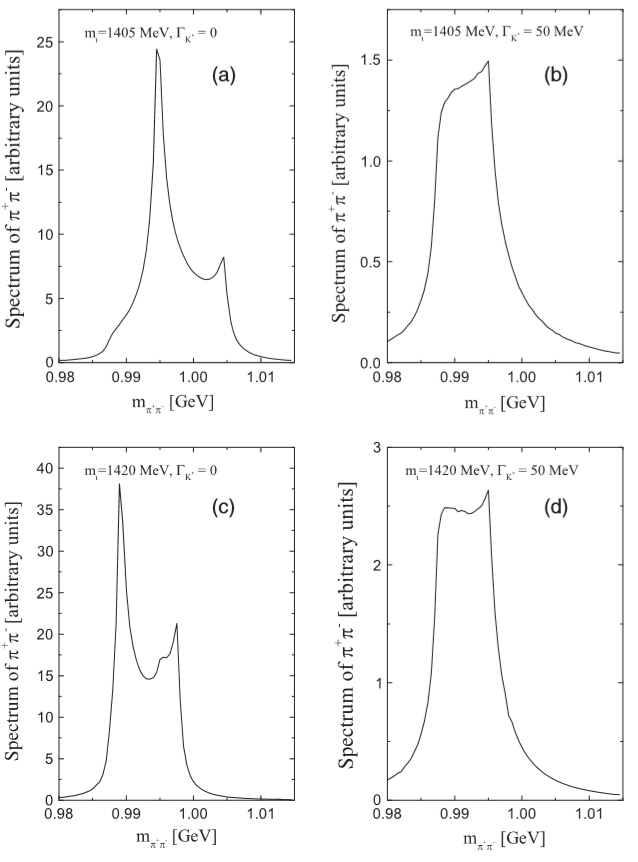 m_ι=1405 MeV, Γ_K* = 0
(a)
Spectrum of π⁺π⁻ [arbitrary units]
25
20
15
10
5
0
0.98 0.99 1.00 1.01
m_π⁺π⁻ [GeV]
m_ι=1405 MeV, Γ_K* = 50 MeV
(b)
Spectrum of π⁺π⁻ [arbitrary units]
1.5
1.0
0.5
0.0
0.98 0.99 1.00 1.01
m_π⁺π⁻ [GeV]
m_ι=1420 MeV, Γ_K* = 0
(c)
Spectrum of π⁺π⁻ [arbitrary units]
40
35
30
25
20
15
10
5
0
0.98 0.99 1.00 1.01
m_π⁺π⁻ [GeV]
m_ι=1420 MeV, Γ_K* = 50 MeV
(d)
Spectrum of π⁺π⁻ [arbitrary units]
3
2
1
0
0.98 0.99 1.00 1.01
m_π⁺π⁻ [GeV]